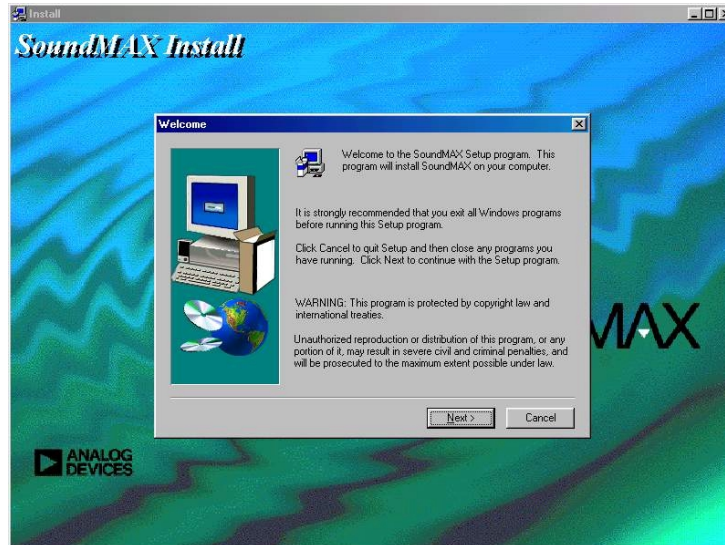 Install
SoundMAX Install
Welcome
Welcome to the SoundMAX Setup program. This
program will install SoundMAX on your computer.
It is strongly recommended that you exit all Windows programs
before running this Setup program.
Click Cancel to quit Setup and then close any programs you
have running. Click Next to continue with the Setup program.
WARNING: This program is protected by copyright law and
international treaties.
Unauthorized reproduction or distribution of this program, or any
portion of it, may result in severe civil and criminal penalties, and
will be prosecuted to the maximum extent possible under law.
MAX
Next >
Cancel
ANALOG
DEVICES